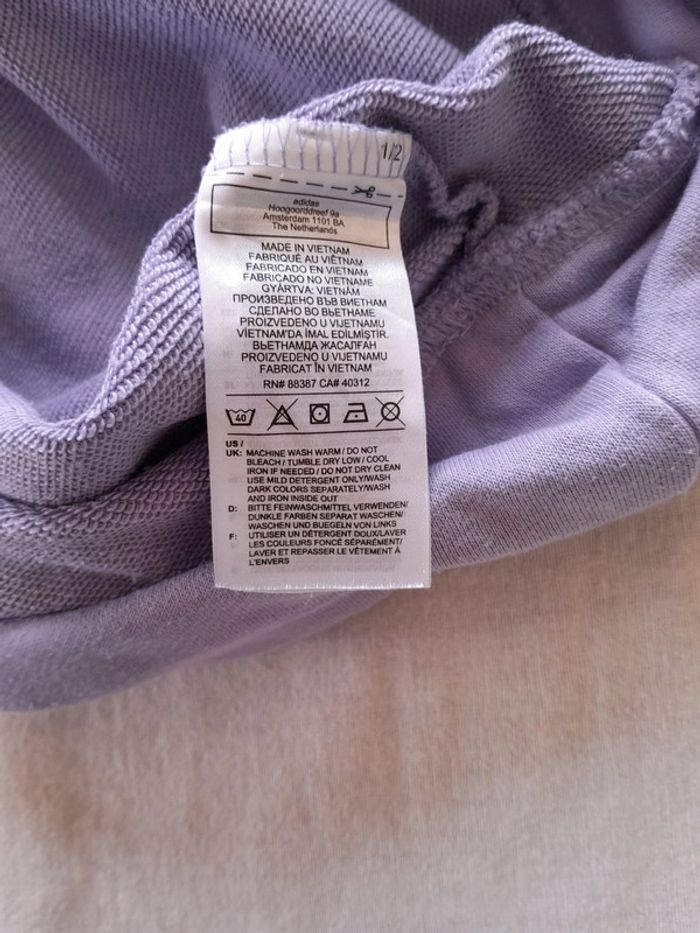 1/2
adidas
Hoogoorddreef 9a
Amsterdam 1101 BA
The Netherlands
MADE IN VIETNAM
FABRIQUÉ AU VIÊTNAM
FABRICADO EN VIETNAM
FABRICADO NO VIETNAME
GYÁRTVA: VIETNÁM
ПРОИЗВЕДЕНО ВЪВ ВИЕТНАМ
СДЕЛАНО ВО ВЬЕТНАМЕ
PROIZVEDENO U VIJETNAMU
VİETNAM'DA İMAL EDİLMİŞTİR.
ВЬЕТНАМДА ЖАСАЛҒАН
PROIZVEDENO U VIJETNAMU
FABRICAT ÎN VIETNAM
RN# 88387 CA# 40312
40
US /
UK: MACHINE WASH WARM / DO NOT
BLEACH / TUMBLE DRY LOW / COOL
IRON IF NEEDED / DO NOT DRY CLEAN
USE MILD DETERGENT ONLY/WASH
DARK COLORS SEPARATELY/WASH
AND IRON INSIDE OUT
D: BITTE FEINWASCHMITTEL VERWENDEN/
DUNKLE FARBEN SEPARAT WASCHEN/
WASCHEN UND BUEGELN VON LINKS
F: UTILISER UN DÉTERGENT DOUX/LAVER
LES COULEURS FONCÉ SÉPARÉMENT/
LAVER ET REPASSER LE VÊTEMENT À
L'ENVERS